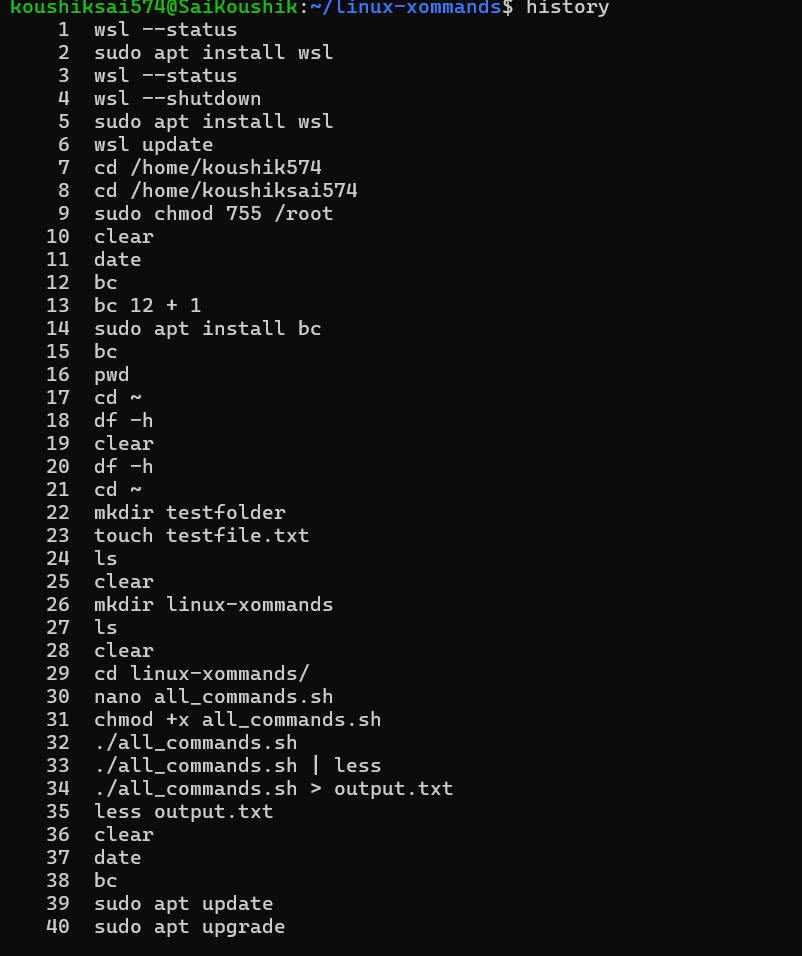 koushiksai574@SaiKoushik:~/linux-xommands$ history
1 wsl --status
2 sudo apt install wsl
3 wsl --status
4 wsl --shutdown
5 sudo apt install wsl
6 wsl update
7 cd /home/koushik574
8 cd /home/koushiksai574
9 sudo chmod 755 /root
10 clear
11 date
12 bc
13 bc 12 + 1
14 sudo apt install bc
15 bc
16 pwd
17 cd ~
18 df -h
19 clear
20 df -h
21 cd ~
22 mkdir testfolder
23 touch testfile.txt
24 ls
25 clear
26 mkdir linux-xommands
27 ls
28 clear
29 cd linux-xommands/
30 nano all_commands.sh
31 chmod +x all_commands.sh
32 ./all_commands.sh
33 ./all_commands.sh | less
34 ./all_commands.sh > output.txt
35 less output.txt
36 clear
37 date
38 bc
39 sudo apt update
40 sudo apt upgrade